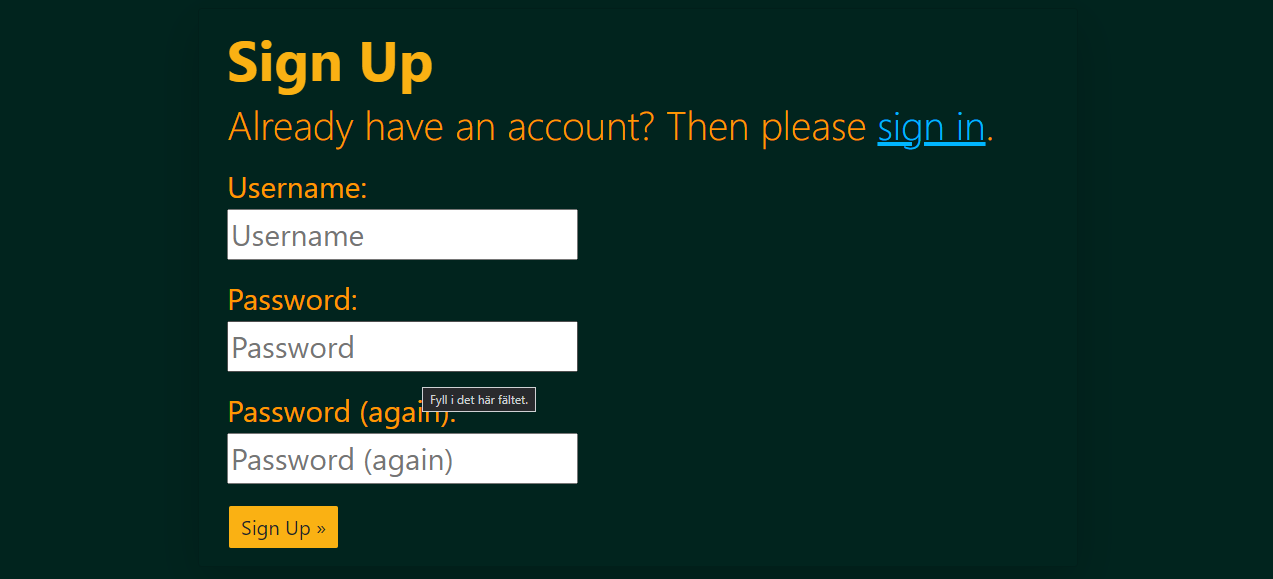 Sign Up
Already have an account? Then please sign in.
Username:
Username
Password:
Password
Fyll i det här fältet.
Password (again):
Password (again)
Sign Up »